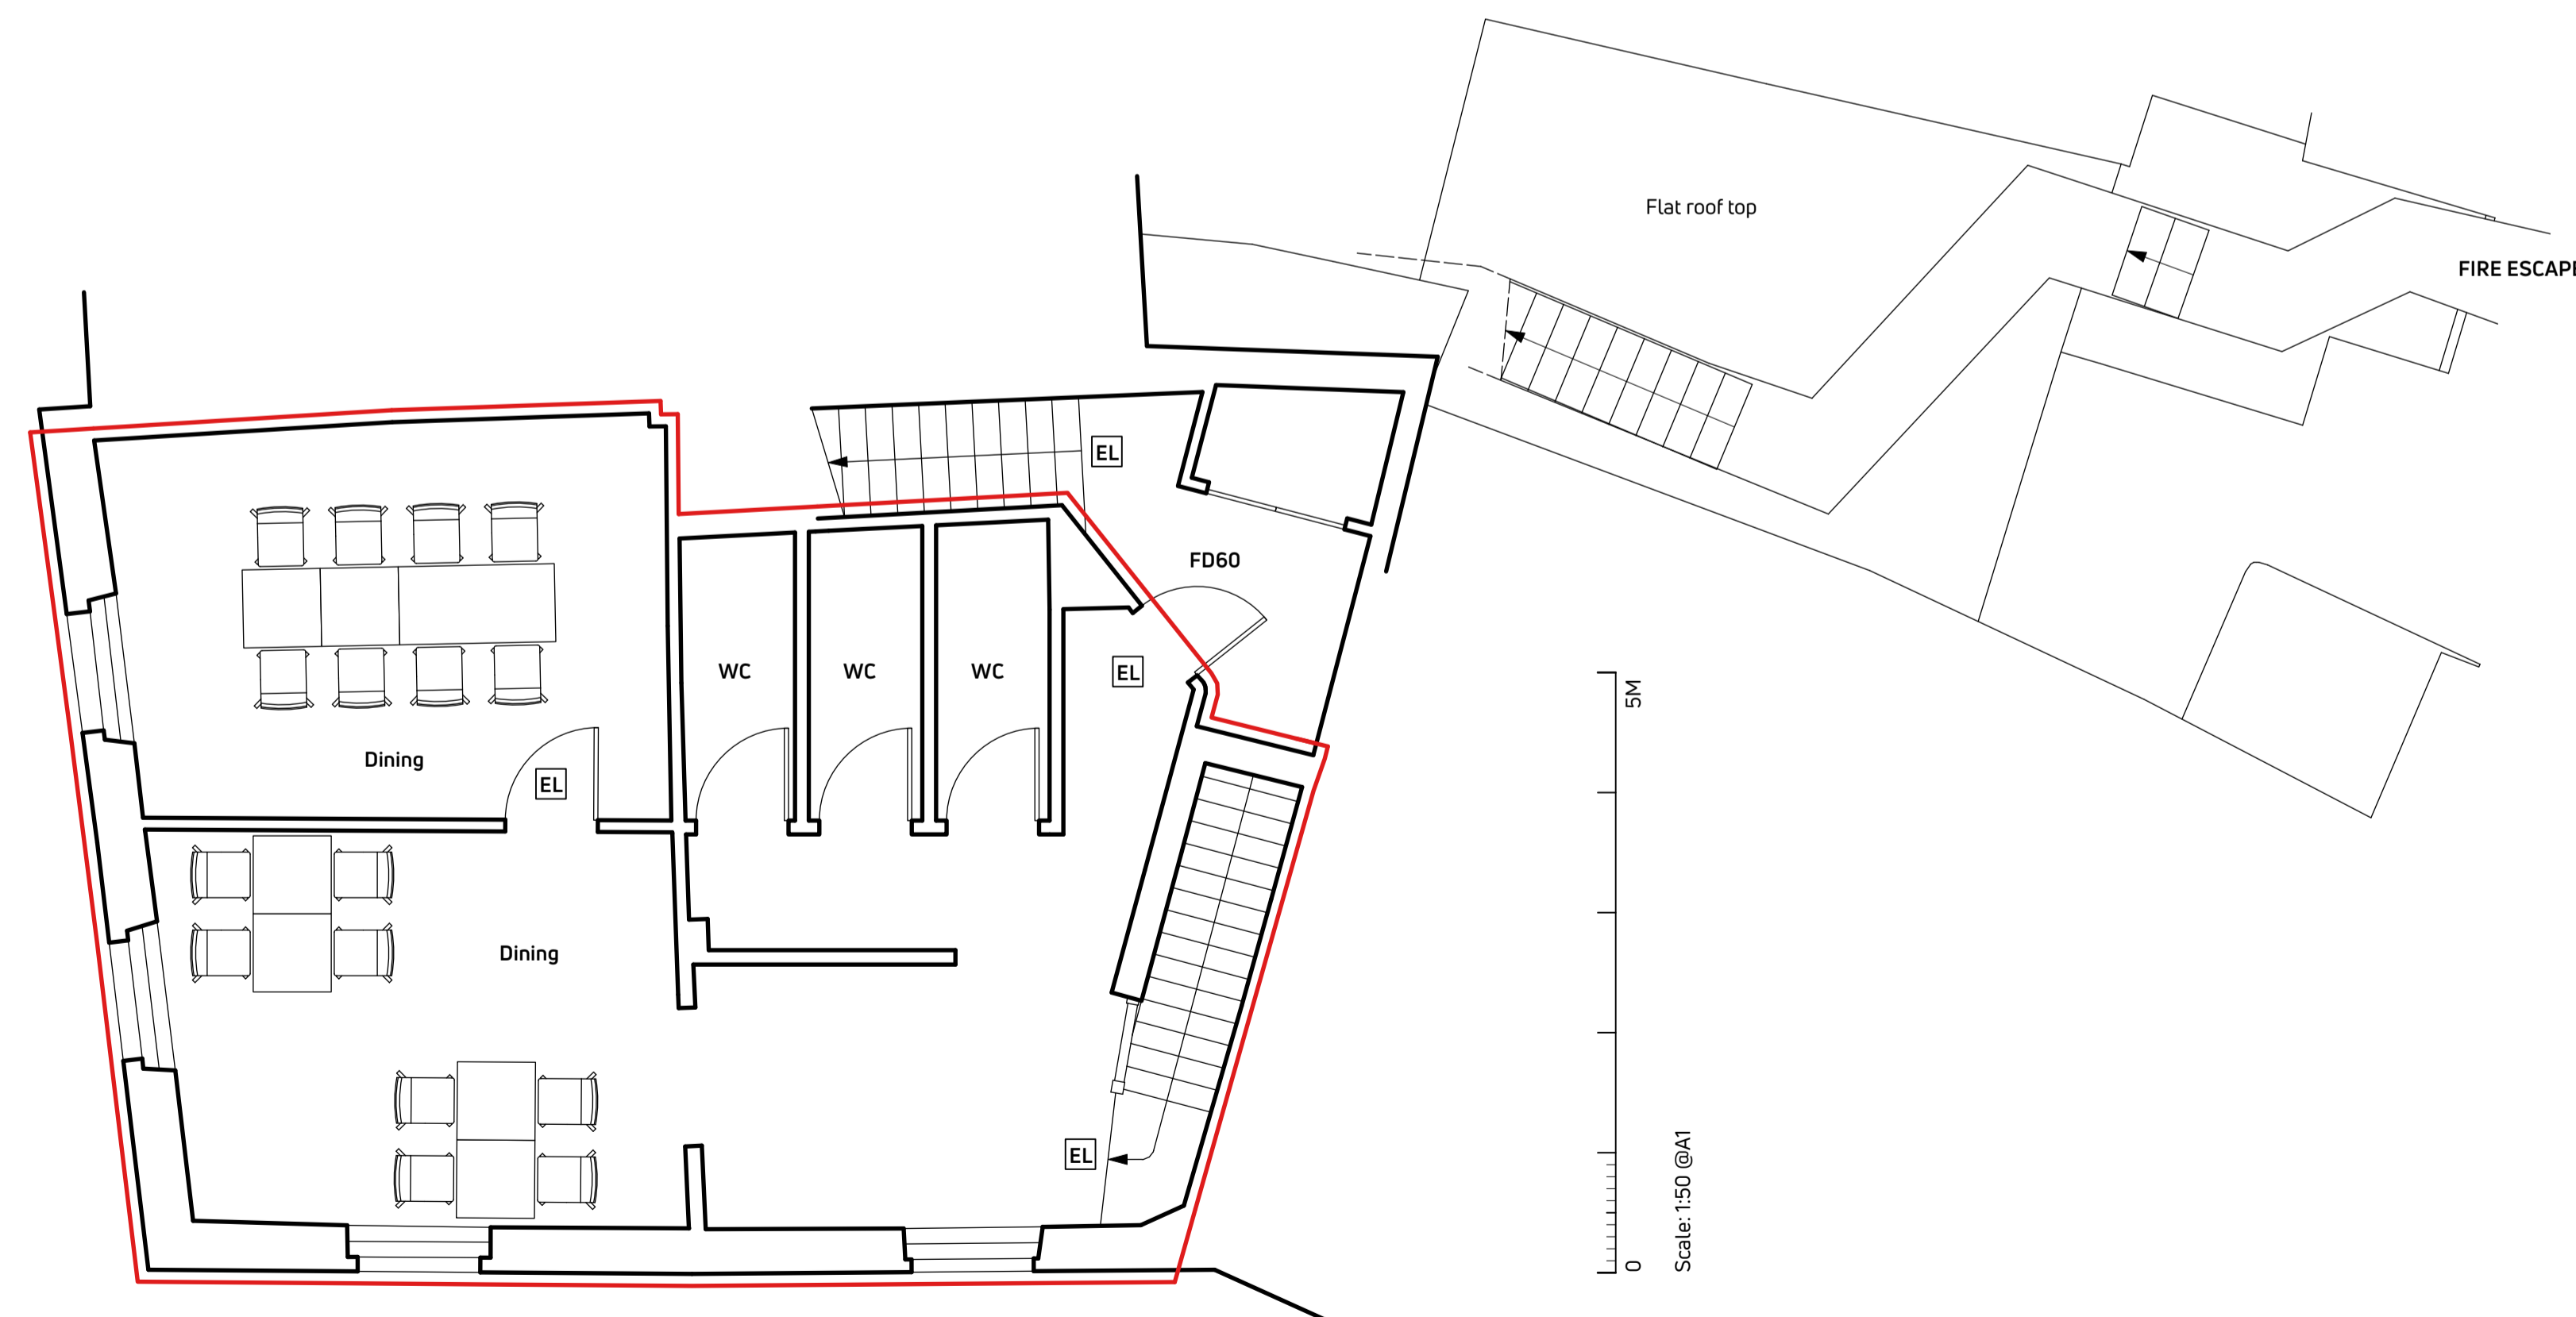 Flat roof top
FIRE ESCAPE
EL
FD60
WC
WC
WC
EL
5M
Dining
EL
Dining
EL
Scale: 1:50 @A1
0